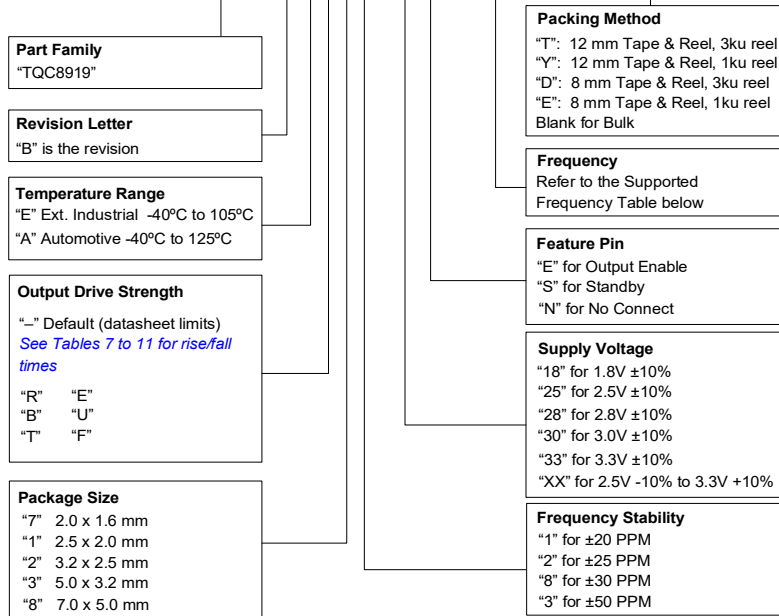 Part Family
“TQC8919”
Revision Letter
“B” is the revision
Temperature Range
“E” Ext. Industrial -40ºC to 105ºC
“A” Automotive -40ºC to 125ºC
Output Drive Strength
“–” Default (datasheet limits)
See Tables 7 to 11 for rise/fall
times
“R” “E”
“B” “U”
“T” “F”
Package Size
“7” 2.0 x 1.6 mm
“1” 2.5 x 2.0 mm
“2” 3.2 x 2.5 mm
“3” 5.0 x 3.2 mm
“8” 7.0 x 5.0 mm
Packing Method
“T”: 12 mm Tape & Reel, 3ku reel
“Y”: 12 mm Tape & Reel, 1ku reel
“D”: 8 mm Tape & Reel, 3ku reel
“E”: 8 mm Tape & Reel, 1ku reel
Blank for Bulk
Frequency
Refer to the Supported
Frequency Table below
Feature Pin
“E” for Output Enable
“S” for Standby
“N” for No Connect
Supply Voltage
“18” for 1.8V ±10%
“25” for 2.5V ±10%
“28” for 2.8V ±10%
“30” for 3.0V ±10%
“33” for 3.3V ±10%
“XX” for 2.5V -10% to 3.3V +10%
Frequency Stability
“1” for ±20 PPM
“2” for ±25 PPM
“8” for ±30 PPM
“3” for ±50 PPM